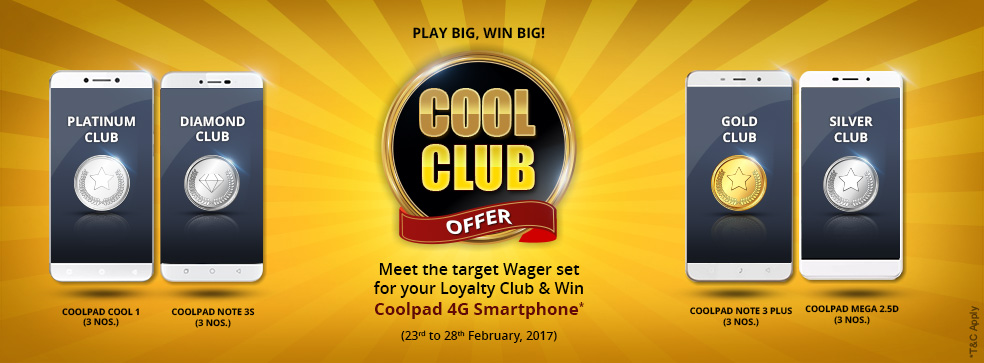 PLAY BIG, WIN BIG!
COOL
CLUB
OFFER
Meet the target Wager set
for your Loyalty Club & Win
Coolpad 4G Smartphone*
(23rd to 28th February, 2017)
PLATINUM
CLUB
COOLPAD COOL 1
(3 NOS.)
DIAMOND
CLUB
COOLPAD NOTE 3S
(3 NOS.)
GOLD
CLUB
COOLPAD NOTE 3 PLUS
(3 NOS.)
SILVER
CLUB
COOLPAD MEGA 2.5D
(3 NOS.)
*T&C Apply